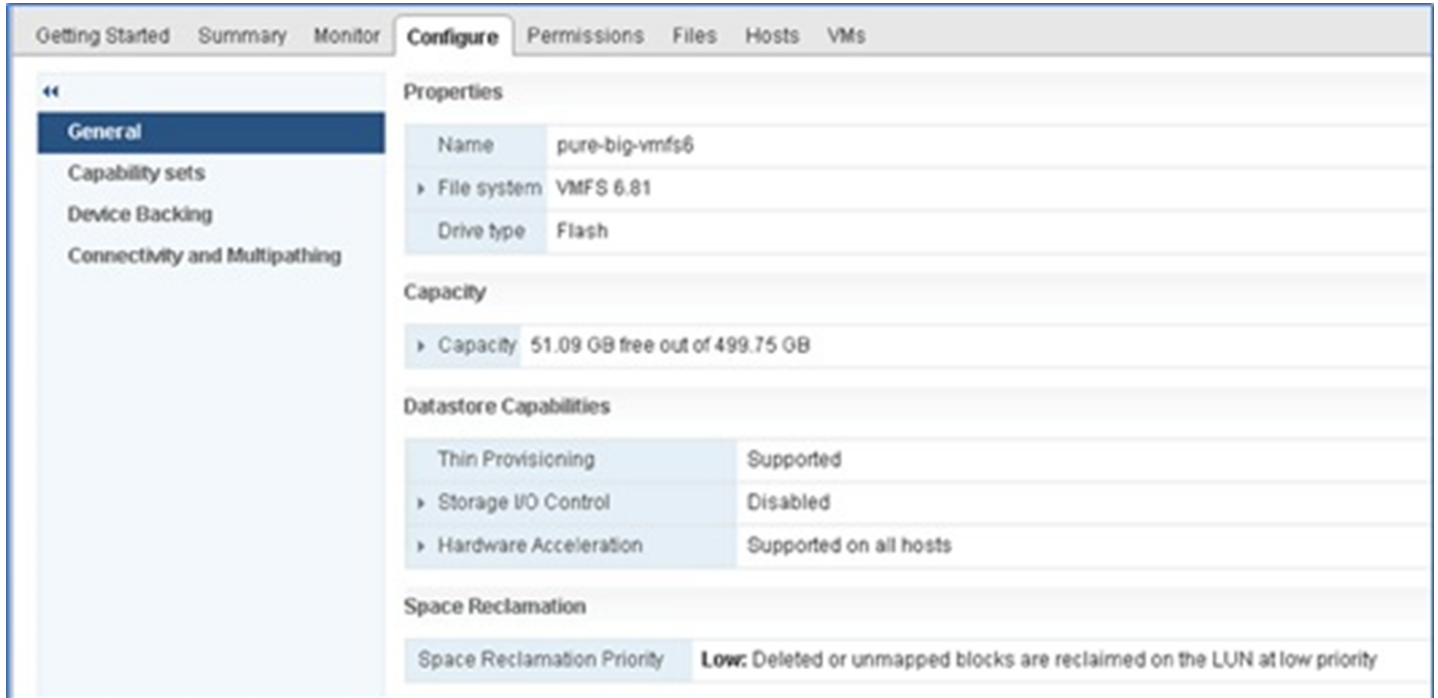 Getting Started Summary Monitor Configure Permissions Files Hosts VMs
General
Capability sets
Device Backing
Connectivity and Multipathing
Properties
Name pure-big-vmfs6
File system VMFS 6.81
Drive type Flash
Capacity
Capacity 51.09 GB free out of 499.75 GB
Datastore Capabilities
Thin Provisioning Supported
Storage I/O Control Disabled
Hardware Acceleration Supported on all hosts
Space Reclamation
Space Reclamation Priority Low: Deleted or unmapped blocks are reclaimed on the LUN at low priority